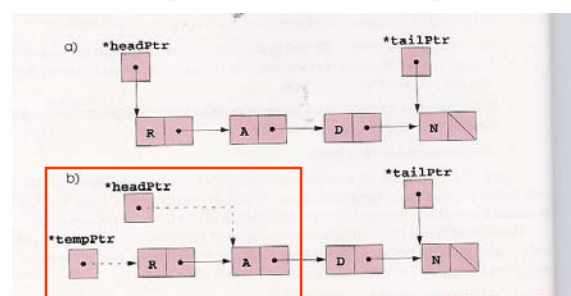 a) *headPtr *tailPtr
R A D N
b) *headPtr *tailPtr
*tempPtr
R A D N